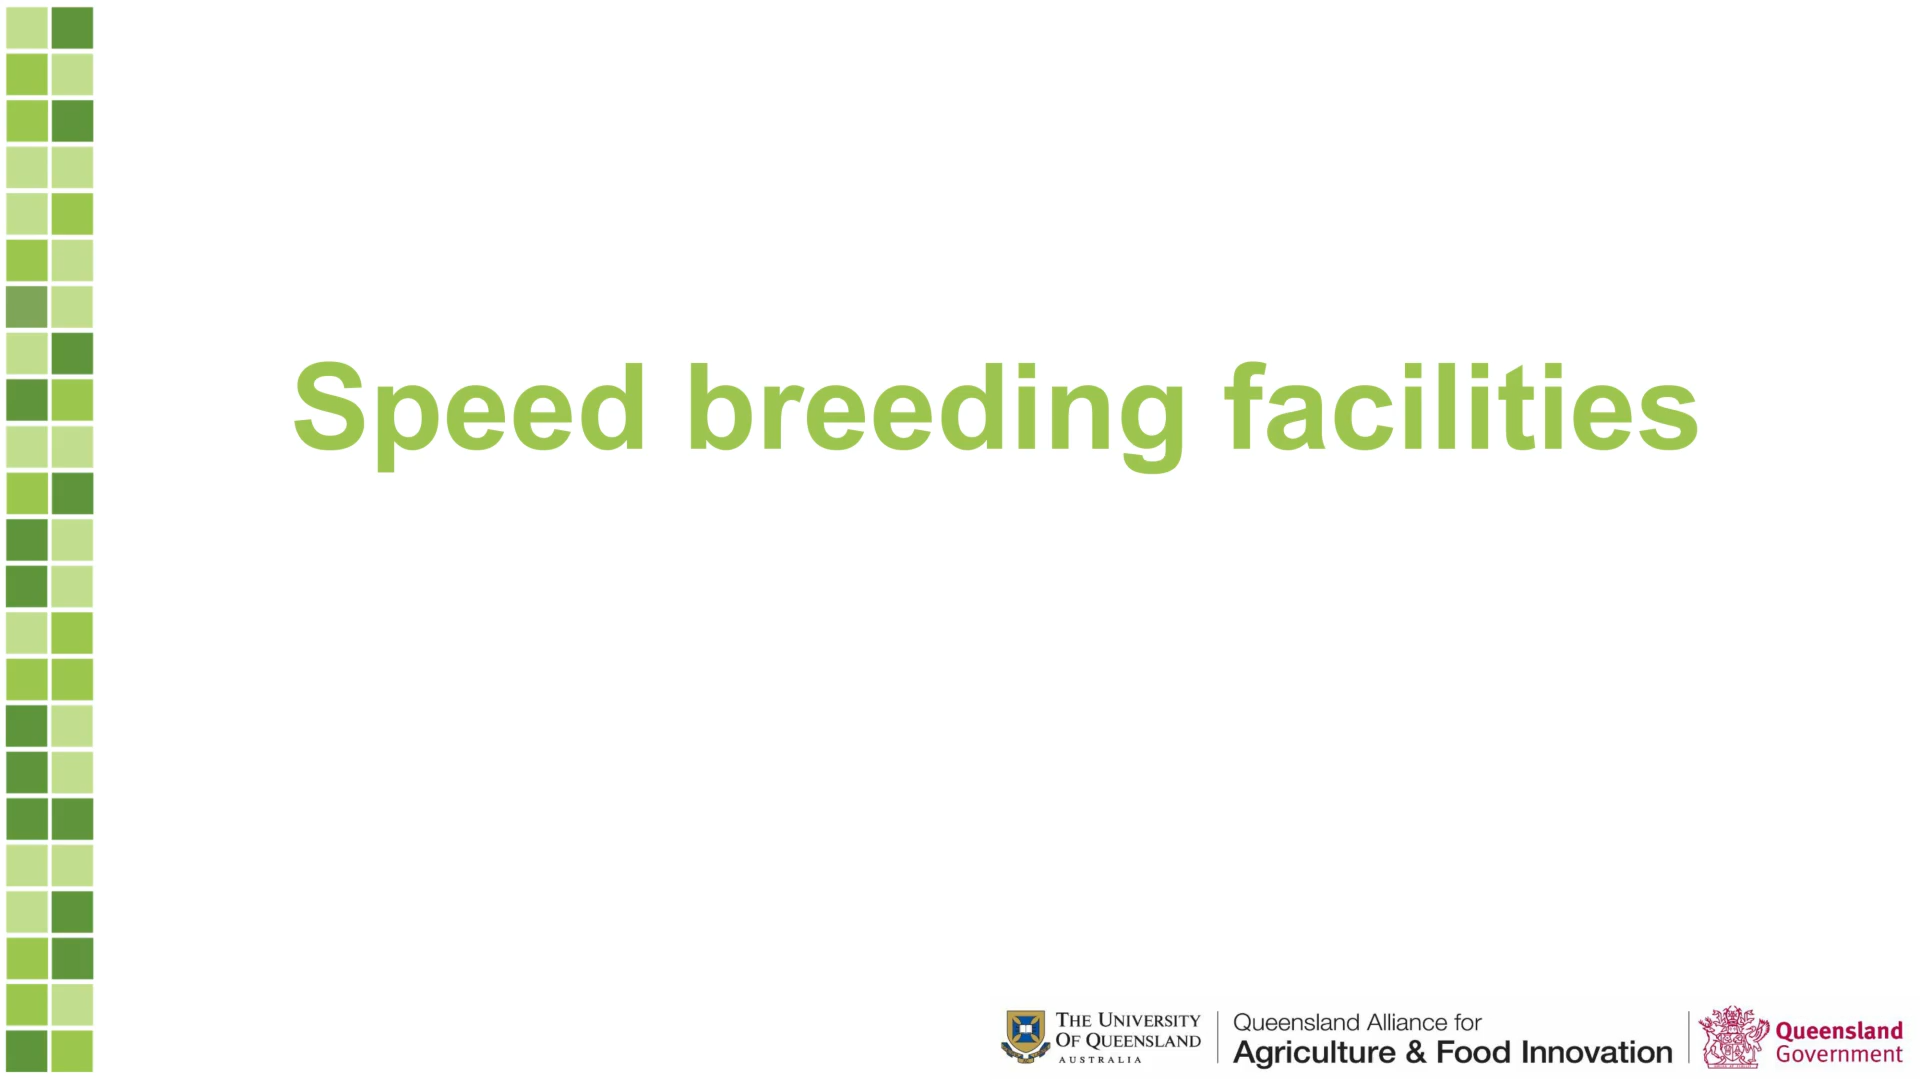 Speed breeding facilities
THE UNIVERSITY
OF QUEENSLAND
AUSTRALIA
Queensland Alliance for
Agriculture & Food Innovation
Queensland
Government